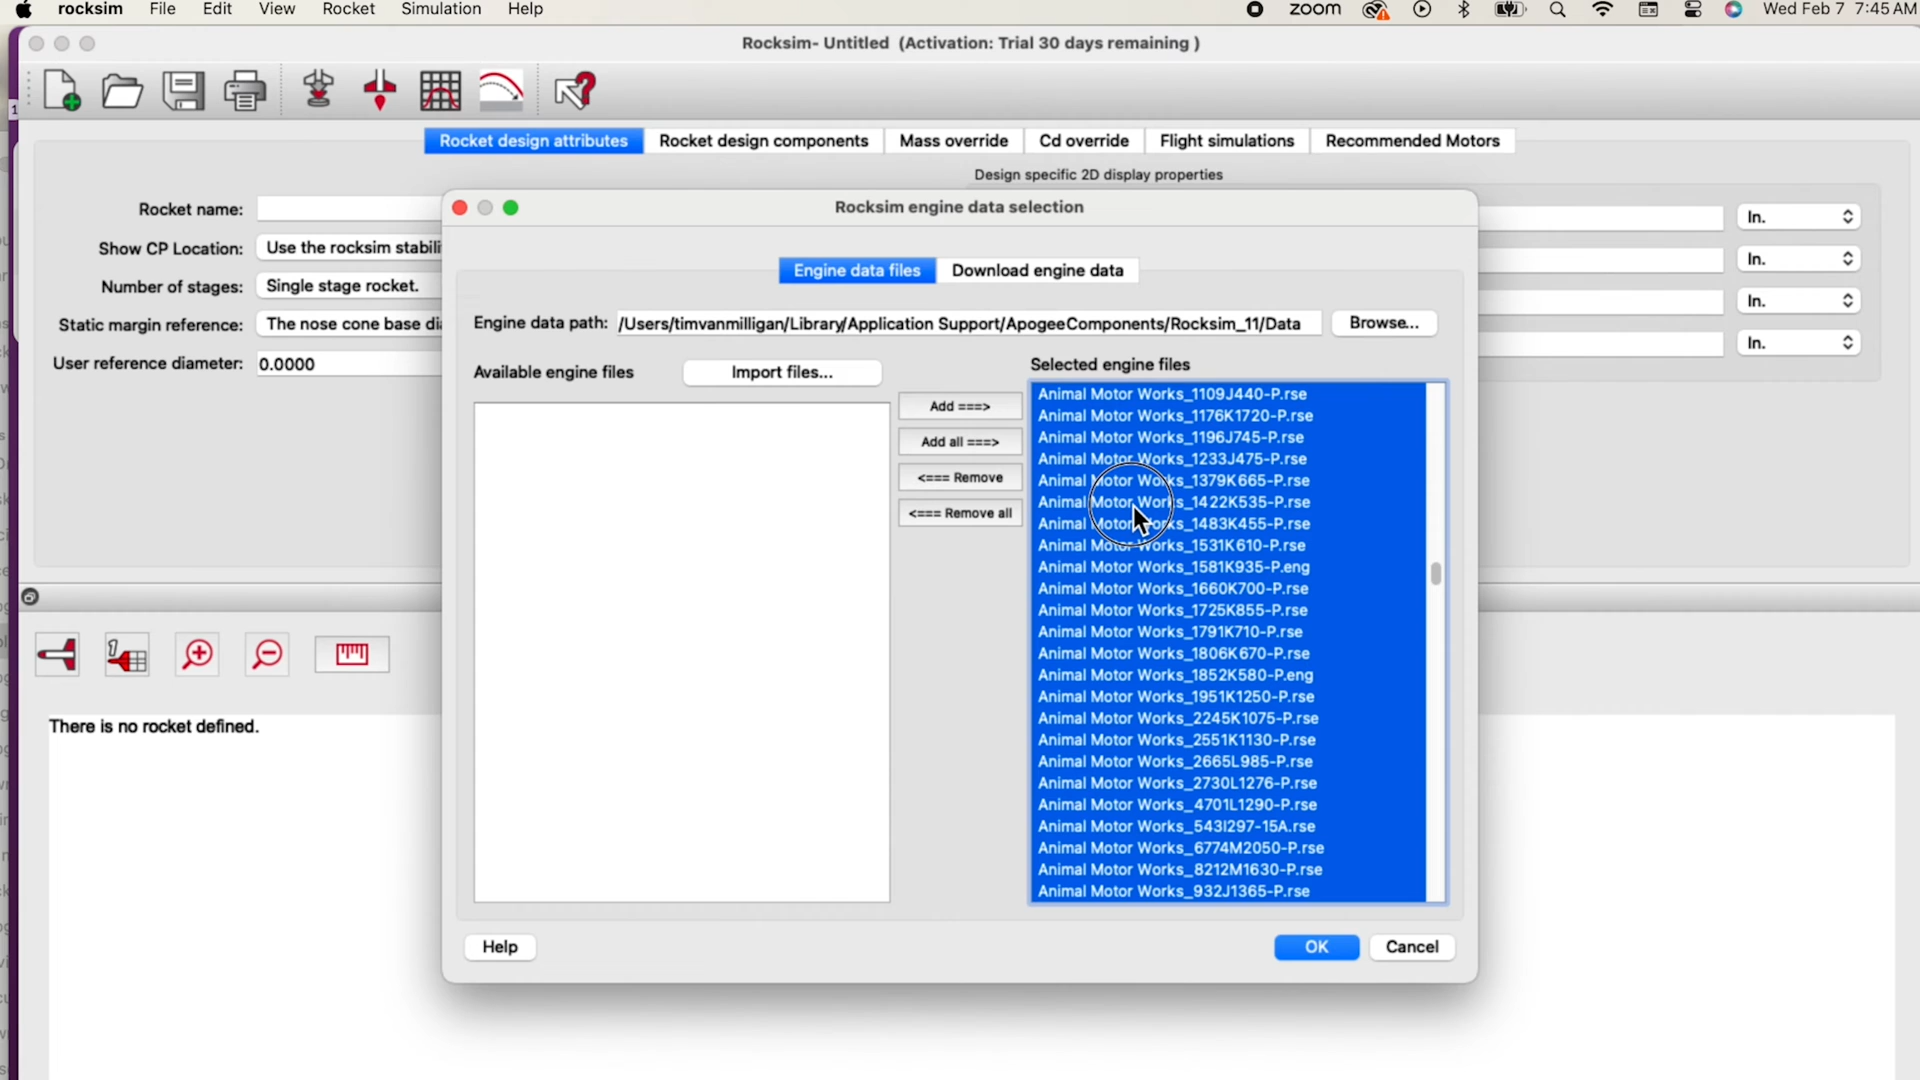 rocksim File Edit View Rocket Simulation Help zoom Wed Feb 7 7:45 AM
Rocksim- Untitled (Activation: Trial 30 days remaining )
Rocket design attributes Rocket design components Mass override Cd override Flight simulations Recommended Motors
Design specific 2D display properties
Rocket name:
In.
Show CP Location: Use the rocksim stabili
In.
Number of stages: Single stage rocket.
In.
Static margin reference: The nose cone base dia
In.
User reference diameter: 0.0000
Rocksim engine data selection
Engine data files Download engine data
Engine data path: /Users/timvanmilligan/Library/Application Support/ApogeeComponents/Rocksim_11/Data Browse...
Available engine files Import files...
Selected engine files
Add ===>
Add all ===>
<=== Remove
<=== Remove all
Animal Motor Works_1109J440-P.rse
Animal Motor Works_1176K1720-P.rse
Animal Motor Works_1196J745-P.rse
Animal Motor Works_1233J475-P.rse
Animal Motor Works_1379K665-P.rse
Animal Motor Works_1422K535-P.rse
Animal Motor Works_1483K455-P.rse
Animal Motor Works_1531K610-P.rse
Animal Motor Works_1581K935-P.eng
Animal Motor Works_1660K700-P.rse
Animal Motor Works_1725K855-P.rse
Animal Motor Works_1791K710-P.rse
Animal Motor Works_1806K670-P.rse
Animal Motor Works_1852K580-P.eng
Animal Motor Works_1951K1250-P.rse
Animal Motor Works_2245K1075-P.rse
Animal Motor Works_2551K1130-P.rse
Animal Motor Works_2665L985-P.rse
Animal Motor Works_2730L1276-P.rse
Animal Motor Works_4701L1290-P.rse
Animal Motor Works_543I297-15A.rse
Animal Motor Works_6774M2050-P.rse
Animal Motor Works_8212M1630-P.rse
Animal Motor Works_932J1365-P.rse
Help OK Cancel
There is no rocket defined.